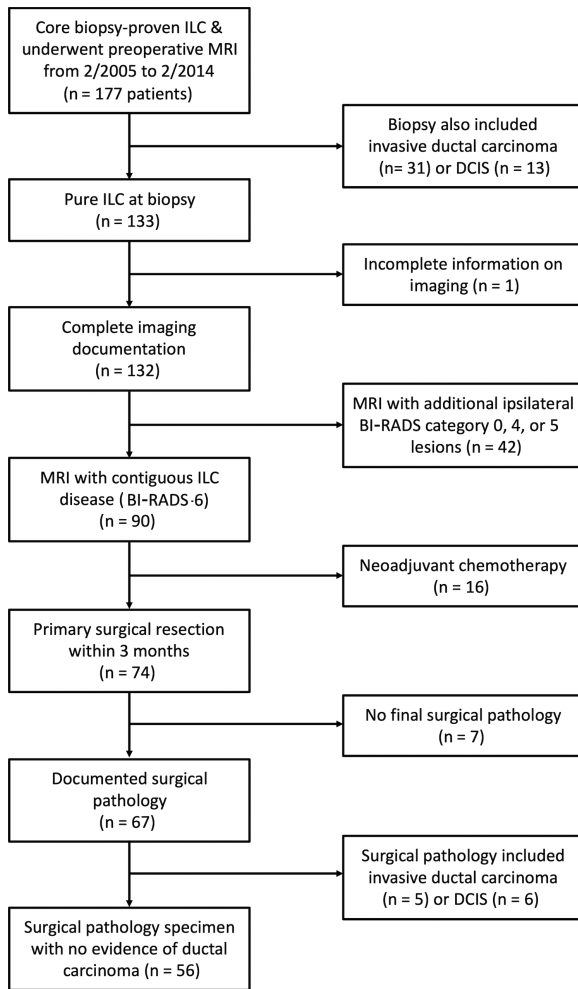 Core biopsy-proven ILC &
underwent preoperative MRI
from 2/2005 to 2/2014
(n = 177 patients)
Biopsy also included
invasive ductal carcinoma
(n= 31) or DCIS (n = 13)
Pure ILC at biopsy
(n = 133)
Incomplete information on
imaging (n = 1)
Complete imaging
documentation
(n = 132)
MRI with additional ipsilateral
BI-RADS category 0, 4, or 5
lesions (n = 42)
MRI with contiguous ILC
disease (BI-RADS·6)
(n = 90)
Neoadjuvant chemotherapy
(n = 16)
Primary surgical resection
within 3 months
(n = 74)
No final surgical pathology
(n = 7)
Documented surgical
pathology
(n = 67)
Surgical pathology included
invasive ductal carcinoma
(n = 5) or DCIS (n = 6)
Surgical pathology specimen
with no evidence of ductal
carcinoma (n = 56)